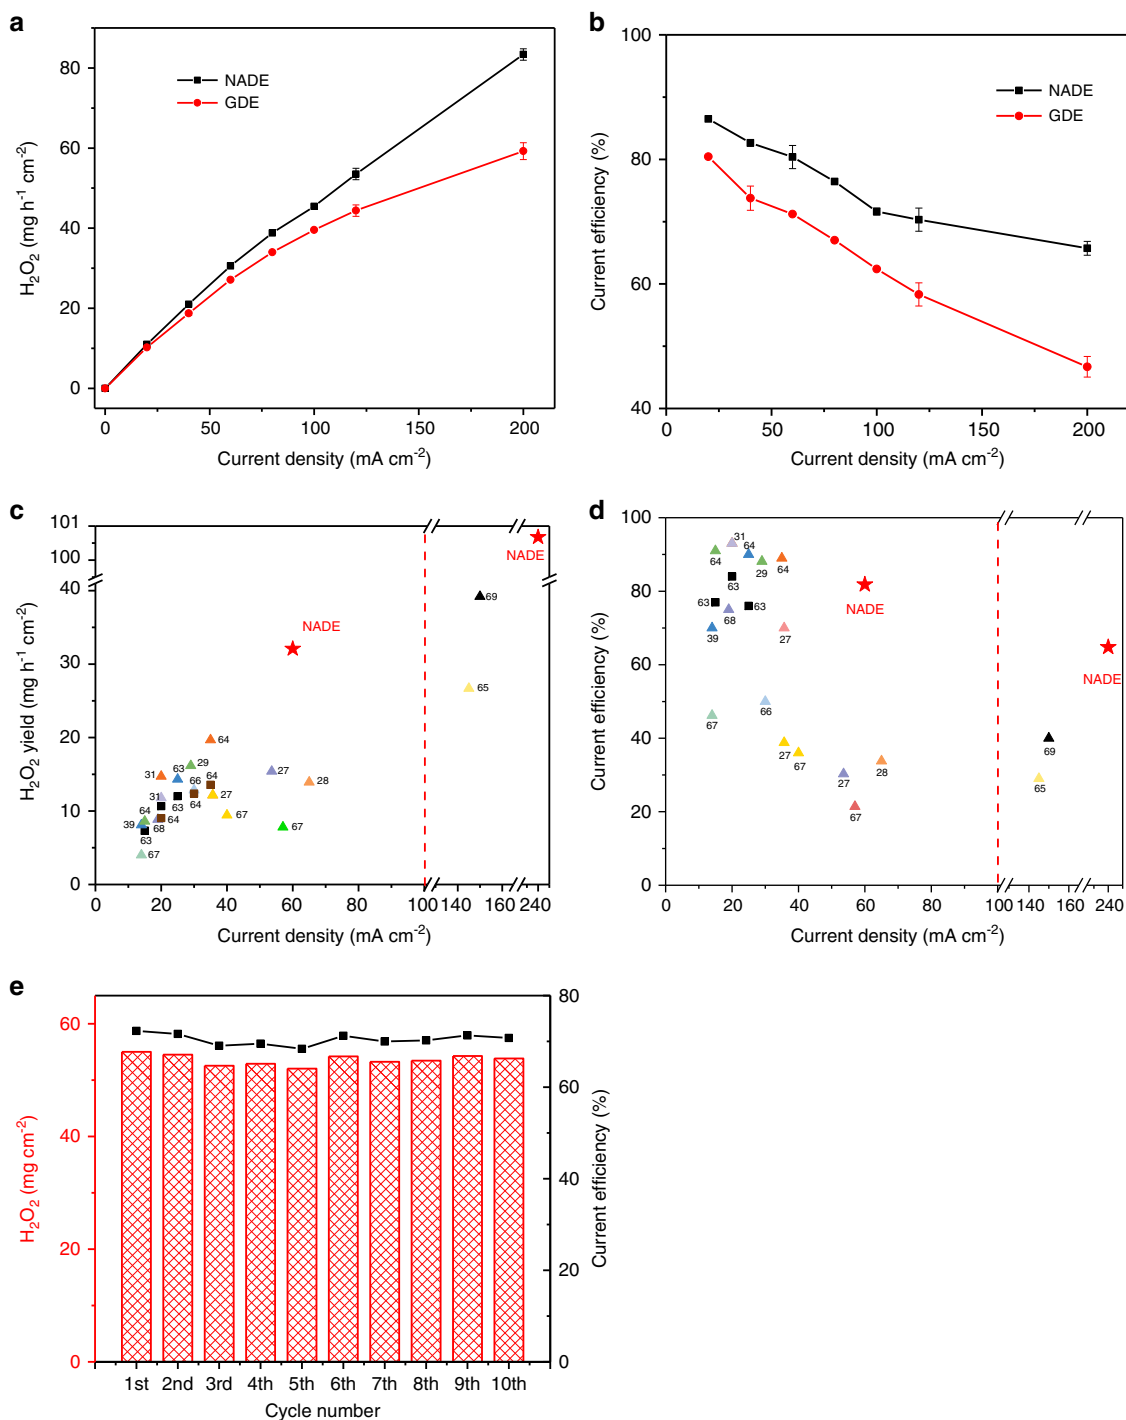 a
80
60
40
20
0
H₂O₂ (mg h⁻¹ cm⁻²)
NADE
GDE
0 50 100 150 200
Current density (mA cm⁻²)
b
100
80
60
40
Current efficiency (%)
NADE
GDE
50 100 150 200
Current density (mA cm⁻²)
c
101
100
40
30
20
10
0
H₂O₂ yield (mg h⁻¹ cm⁻²)
NADE
69
NADE
65
64
29
27
31
63
66
64
28
31
27
63
64
67
64
39
68
64
67
63
67
0 20 40 60 80 100 140 160 240
Current density (mA cm⁻²)
d
100
80
60
40
20
0
Current efficiency (%)
31
64
64
29
64
63
NADE
63
63
68
39
27
NADE
67
66
27
67
69
27
28
65
67
0 20 40 60 80 100 140 160 240
Current density (mA cm⁻²)
e
60
40
20
0
H₂O₂ (mg cm⁻²)
80
60
40
20
0
Current efficiency (%)
1st 2nd 3rd 4th 5th 6th 7th 8th 9th 10th
Cycle number